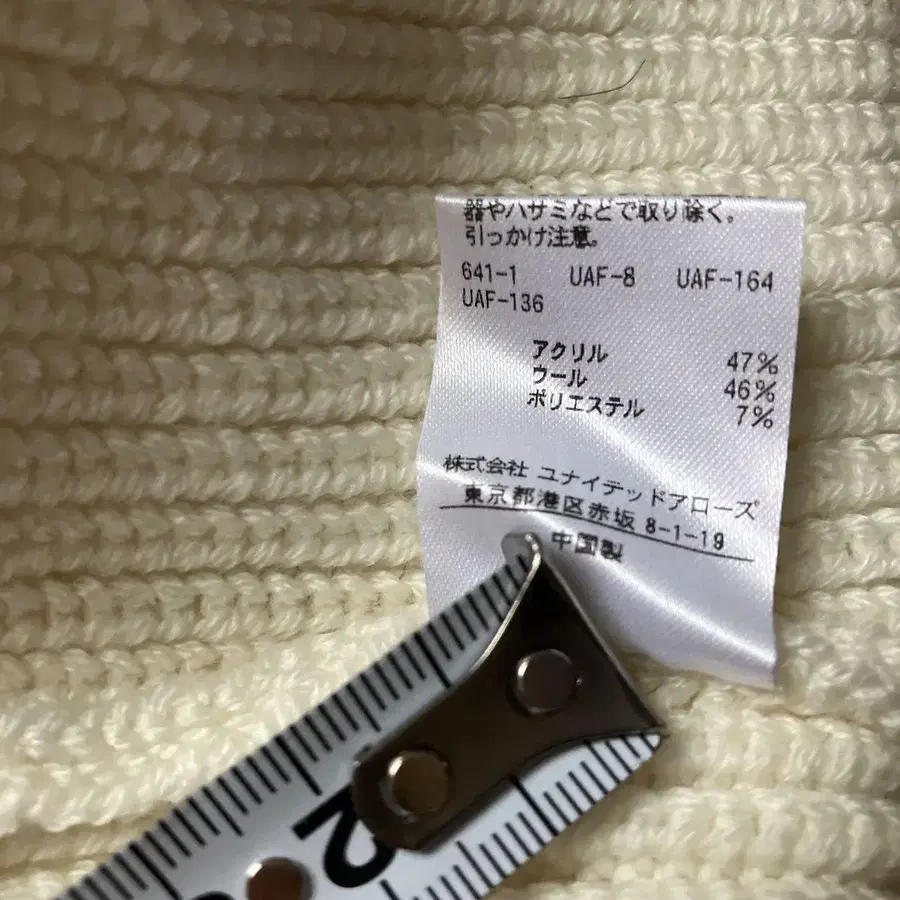 器やハサミなどで取り除く。
引っかけ注意。
641-1 UAF-8 UAF-164
UAF-136
アクリル 47%
ウール 46%
ポリエステル 7%
株式会社 ユナイテッドアローズ
東京都港区赤坂 8-1-19
中国製
2